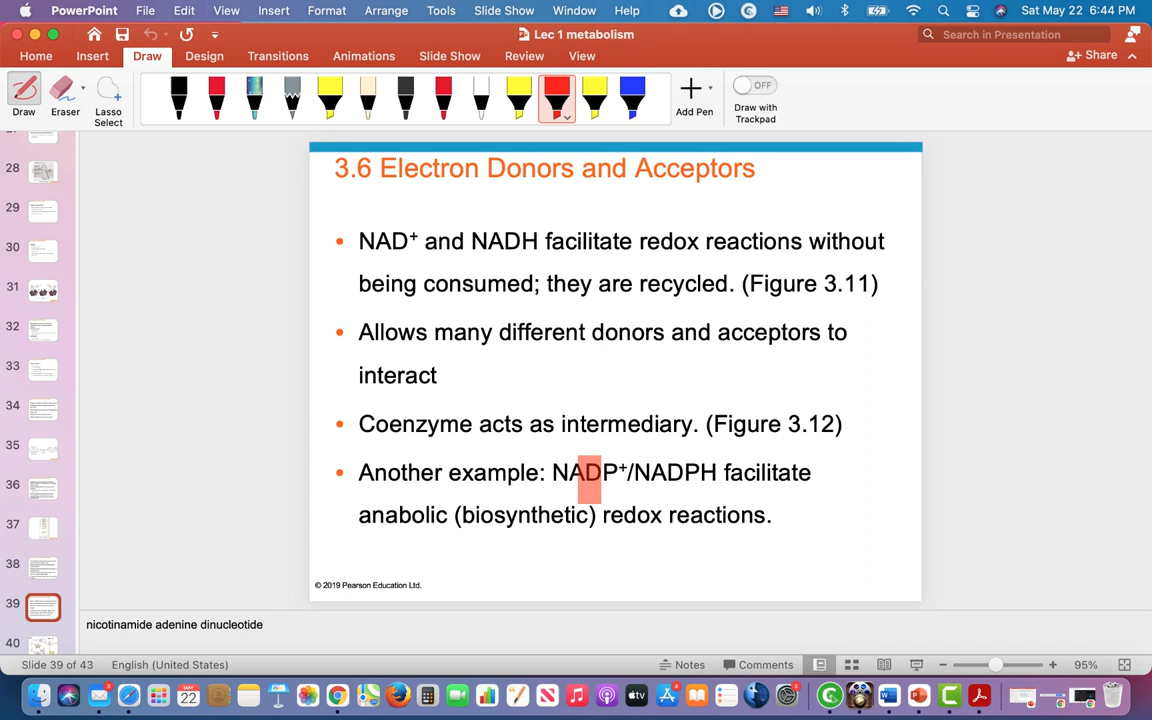 PowerPoint File Edit View Insert Format Arrange Tools Slide Show Window Help Sat May 22 6:44 PM
Lec 1 metabolism
Search in Presentation
Home Insert Draw Design Transitions Animations Slide Show Review View Share
OFF
Draw Eraser Lasso Select Add Pen Draw with Trackpad
3.6 Electron Donors and Acceptors
• NAD⁺ and NADH facilitate redox reactions without
being consumed; they are recycled. (Figure 3.11)
• Allows many different donors and acceptors to
interact
• Coenzyme acts as intermediary. (Figure 3.12)
• Another example: NADP⁺/NADPH facilitate
anabolic (biosynthetic) redox reactions.
© 2019 Pearson Education Ltd.
28
29
30
31
32
33
34
35
36
37
38
39
40
nicotinamide adenine dinucleotide
Slide 39 of 43 English (United States) Notes Comments 95%
MAY
22
tv